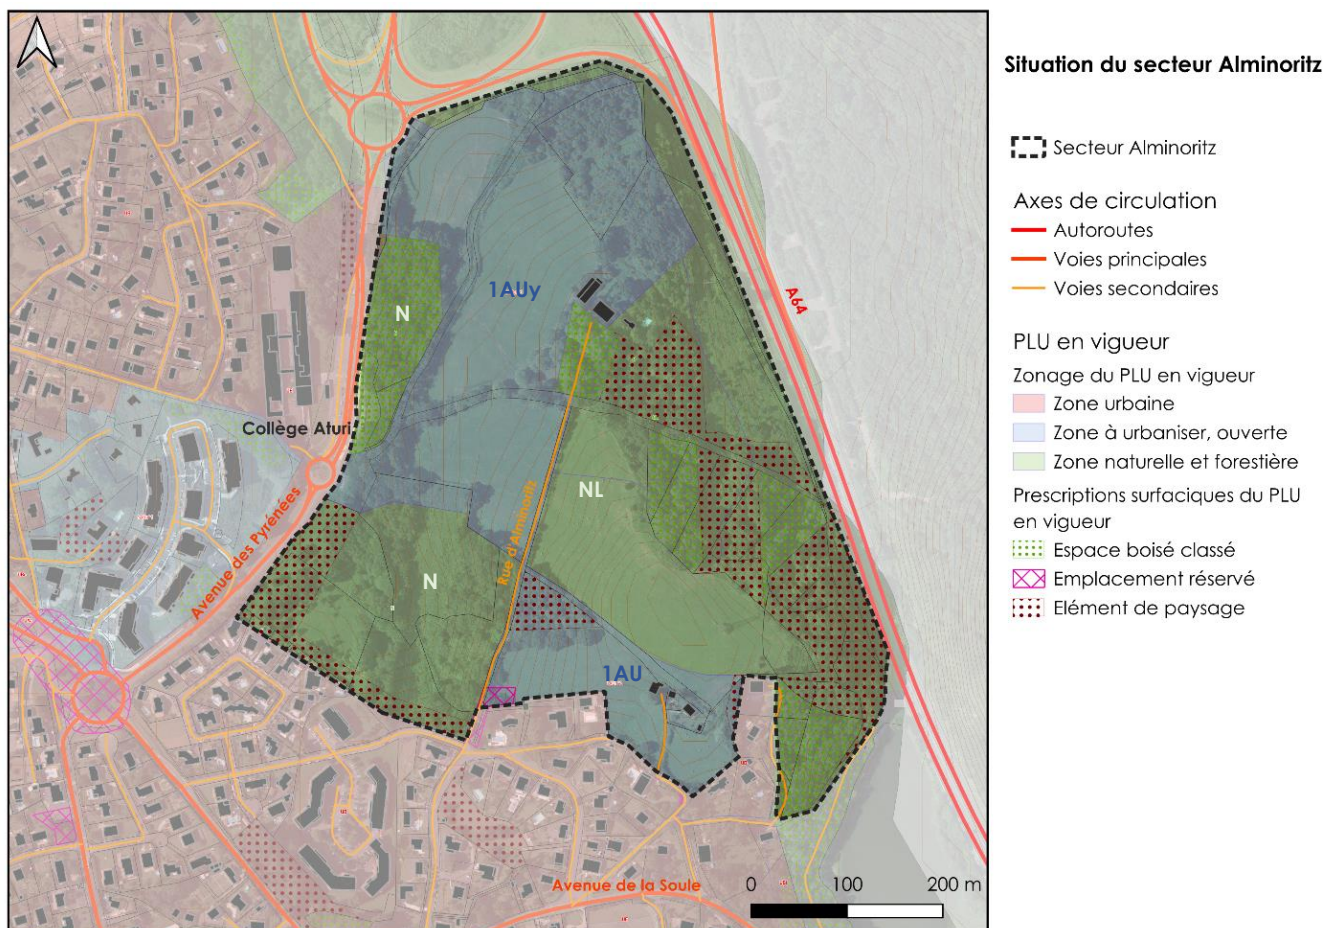 Situation du secteur Alminoritz
Secteur Alminoritz
Axes de circulation
Autoroutes
Voies principales
Voies secondaires
PLU en vigueur
Zonage du PLU en vigueur
Zone urbaine
Zone à urbaniser, ouverte
Zone naturelle et forestière
Prescriptions surfaciques du PLU
en vigueur
Espace boisé classé
Emplacement réservé
Elément de paysage
1AUy
A64
N
Collège Aturi
NL
Rue d'Alminoritz
Avenue des Pyrénées
N
1AU
Avenue de la Soule
0 100 200 m